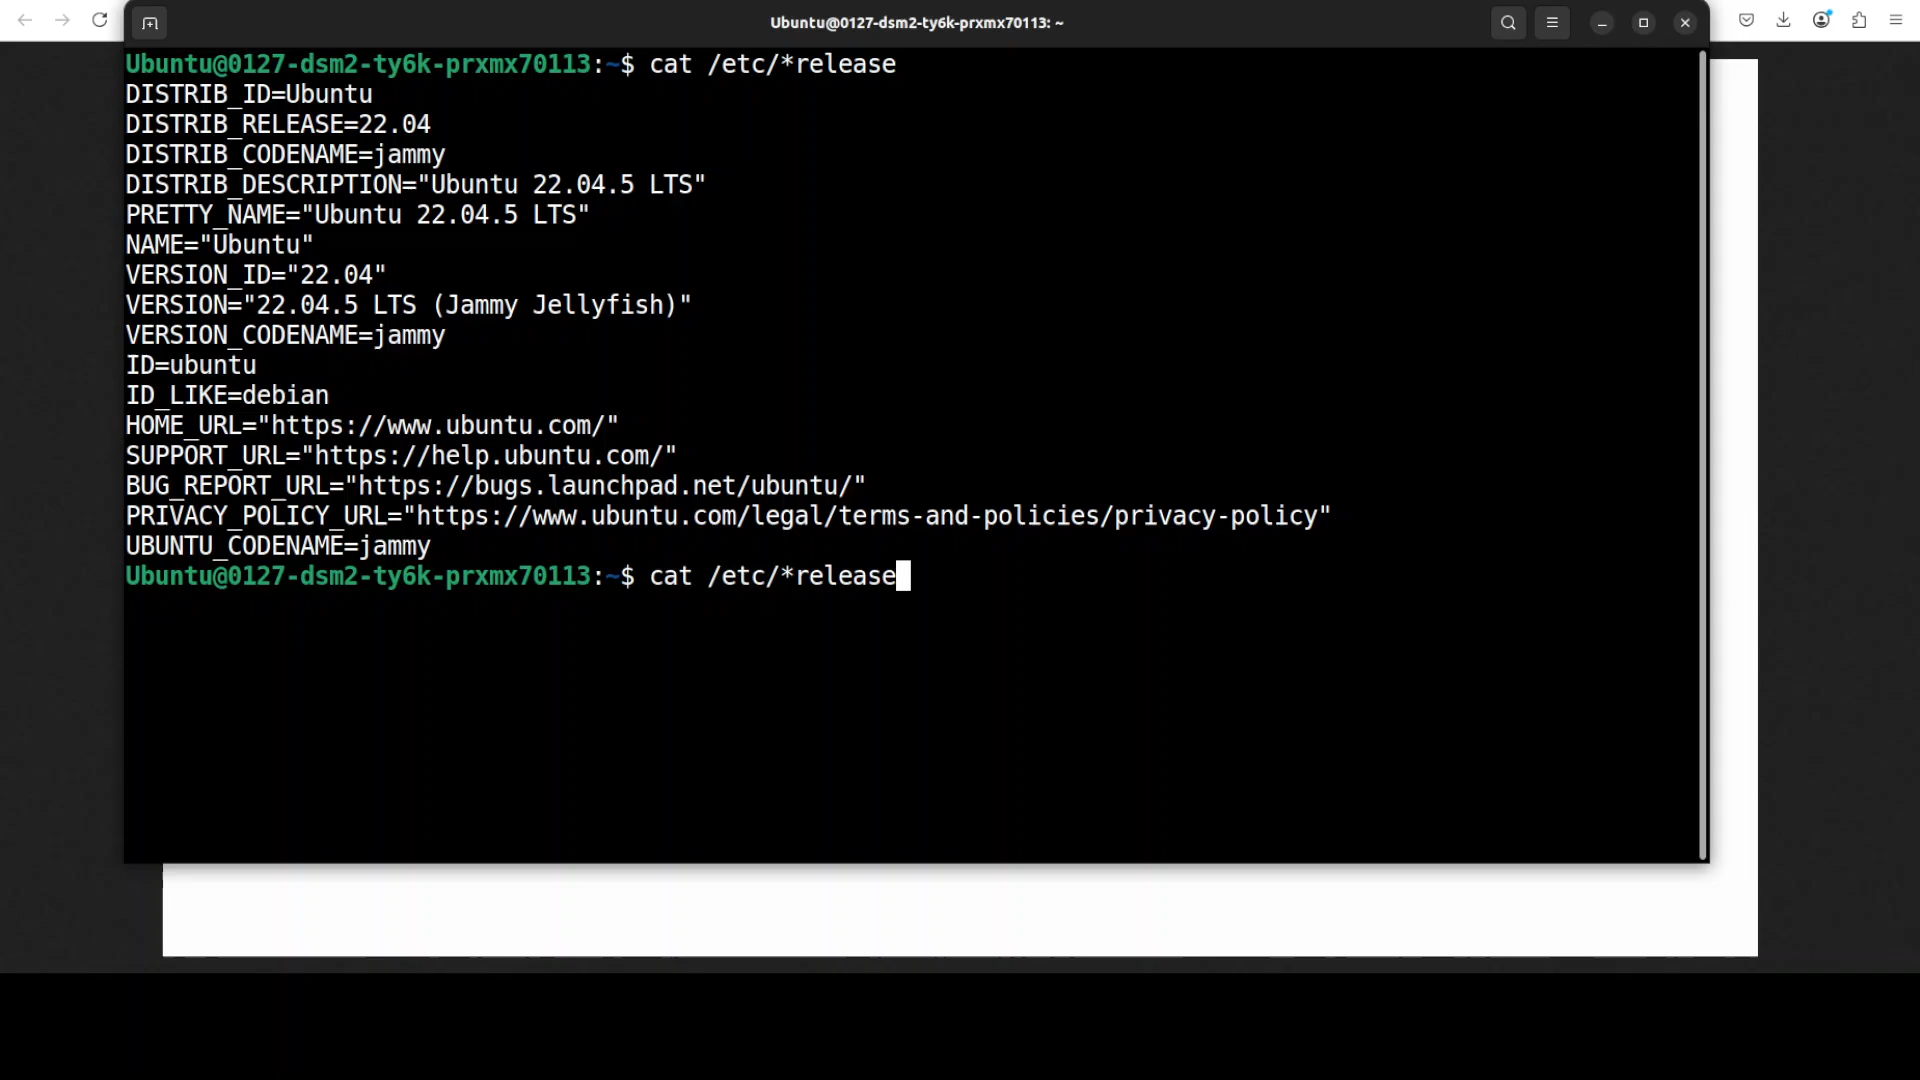 Ubuntu@0127-dsm2-ty6k-prxmx70113: ~
Ubuntu@0127-dsm2-ty6k-prxmx70113:~$ cat /etc/*release
DISTRIB_ID=Ubuntu
DISTRIB_RELEASE=22.04
DISTRIB_CODENAME=jammy
DISTRIB_DESCRIPTION="Ubuntu 22.04.5 LTS"
PRETTY_NAME="Ubuntu 22.04.5 LTS"
NAME="Ubuntu"
VERSION_ID="22.04"
VERSION="22.04.5 LTS (Jammy Jellyfish)"
VERSION_CODENAME=jammy
ID=ubuntu
ID_LIKE=debian
HOME_URL="https://www.ubuntu.com/"
SUPPORT_URL="https://help.ubuntu.com/"
BUG_REPORT_URL="https://bugs.launchpad.net/ubuntu/"
PRIVACY_POLICY_URL="https://www.ubuntu.com/legal/terms-and-policies/privacy-policy"
UBUNTU_CODENAME=jammy
Ubuntu@0127-dsm2-ty6k-prxmx70113:~$ cat /etc/*release